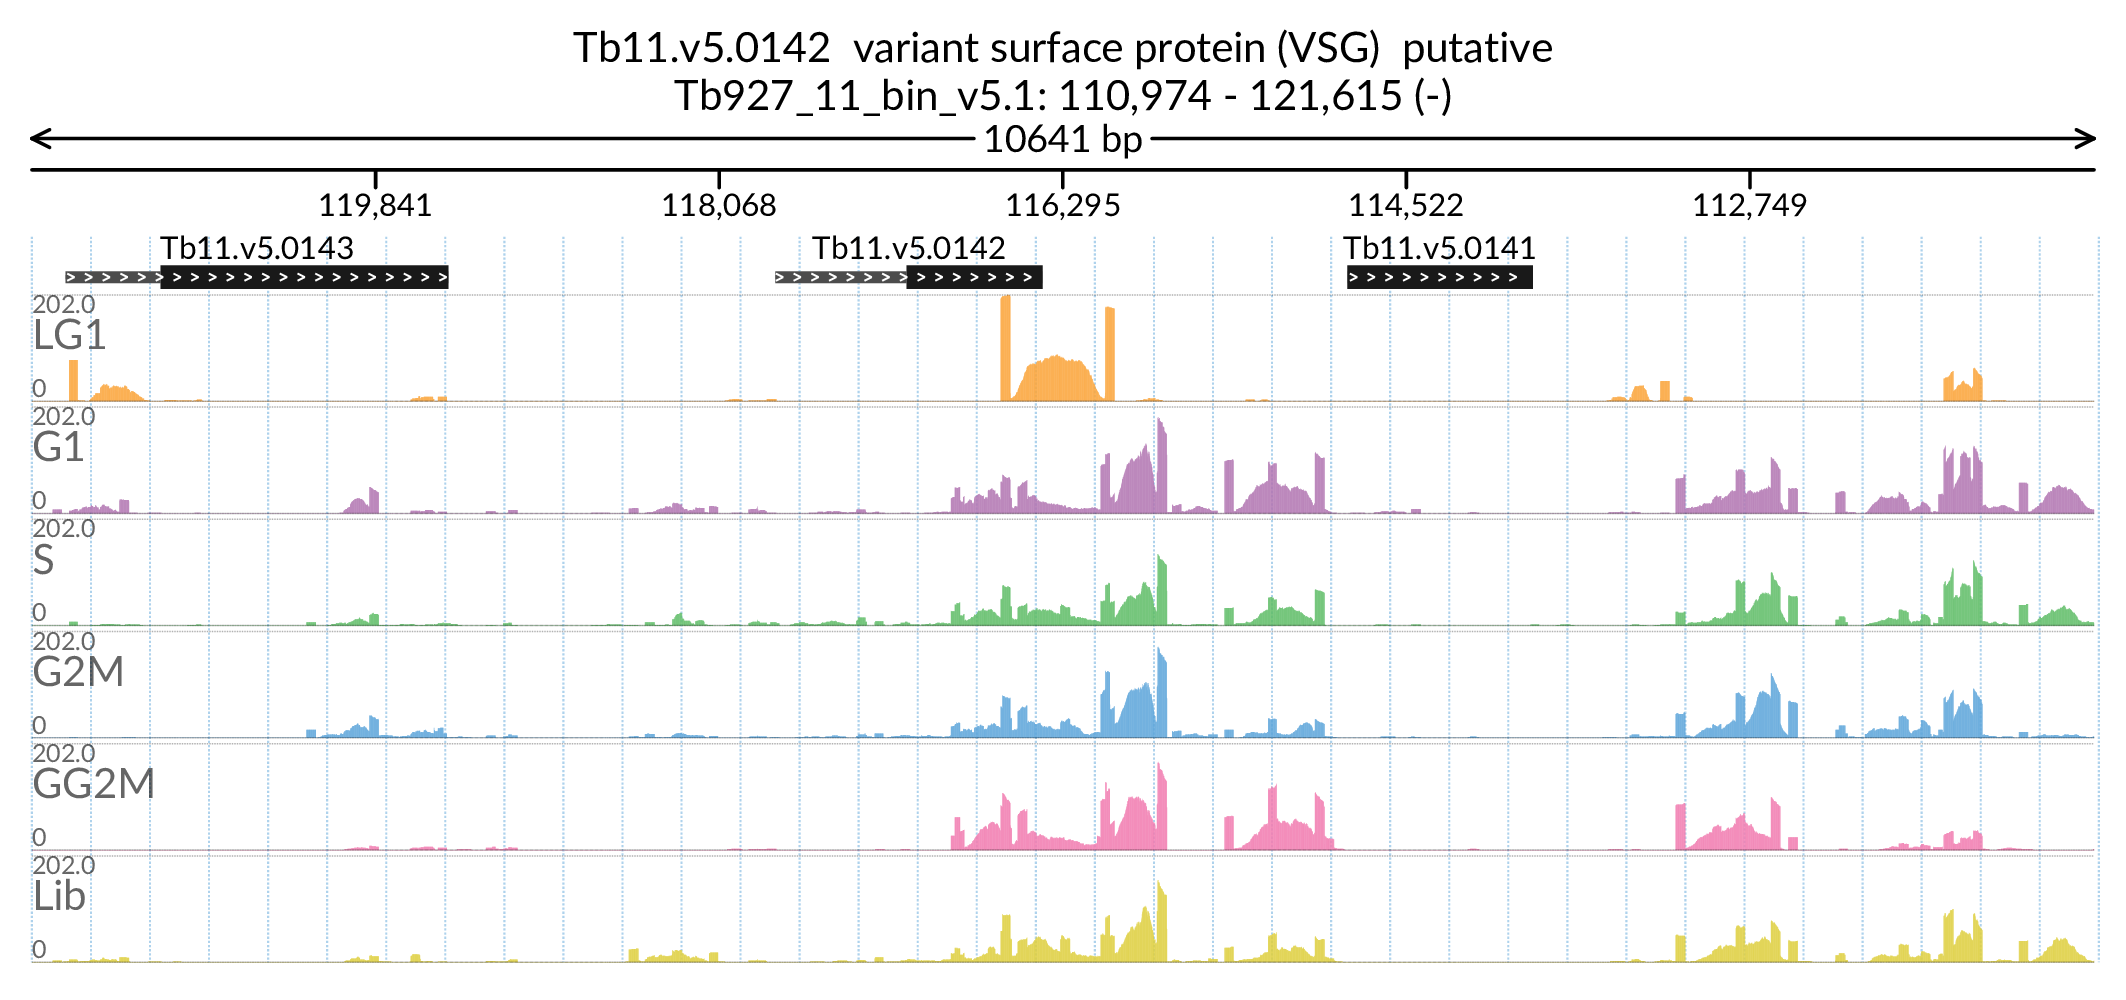 Tb11.v5.0142  variant surface protein (VSG)  putative
Tb927_11_bin_v5.1: 110,974 - 121,615 (-)
10641 bp
119,841 118,068 116,295 114,522 112,749
Tb11.v5.0143 Tb11.v5.0142 Tb11.v5.0141
202.0
LG1
0
202.0
G1
0
202.0
S
0
202.0
G2M
0
202.0
GG2M
0
202.0
Lib
0